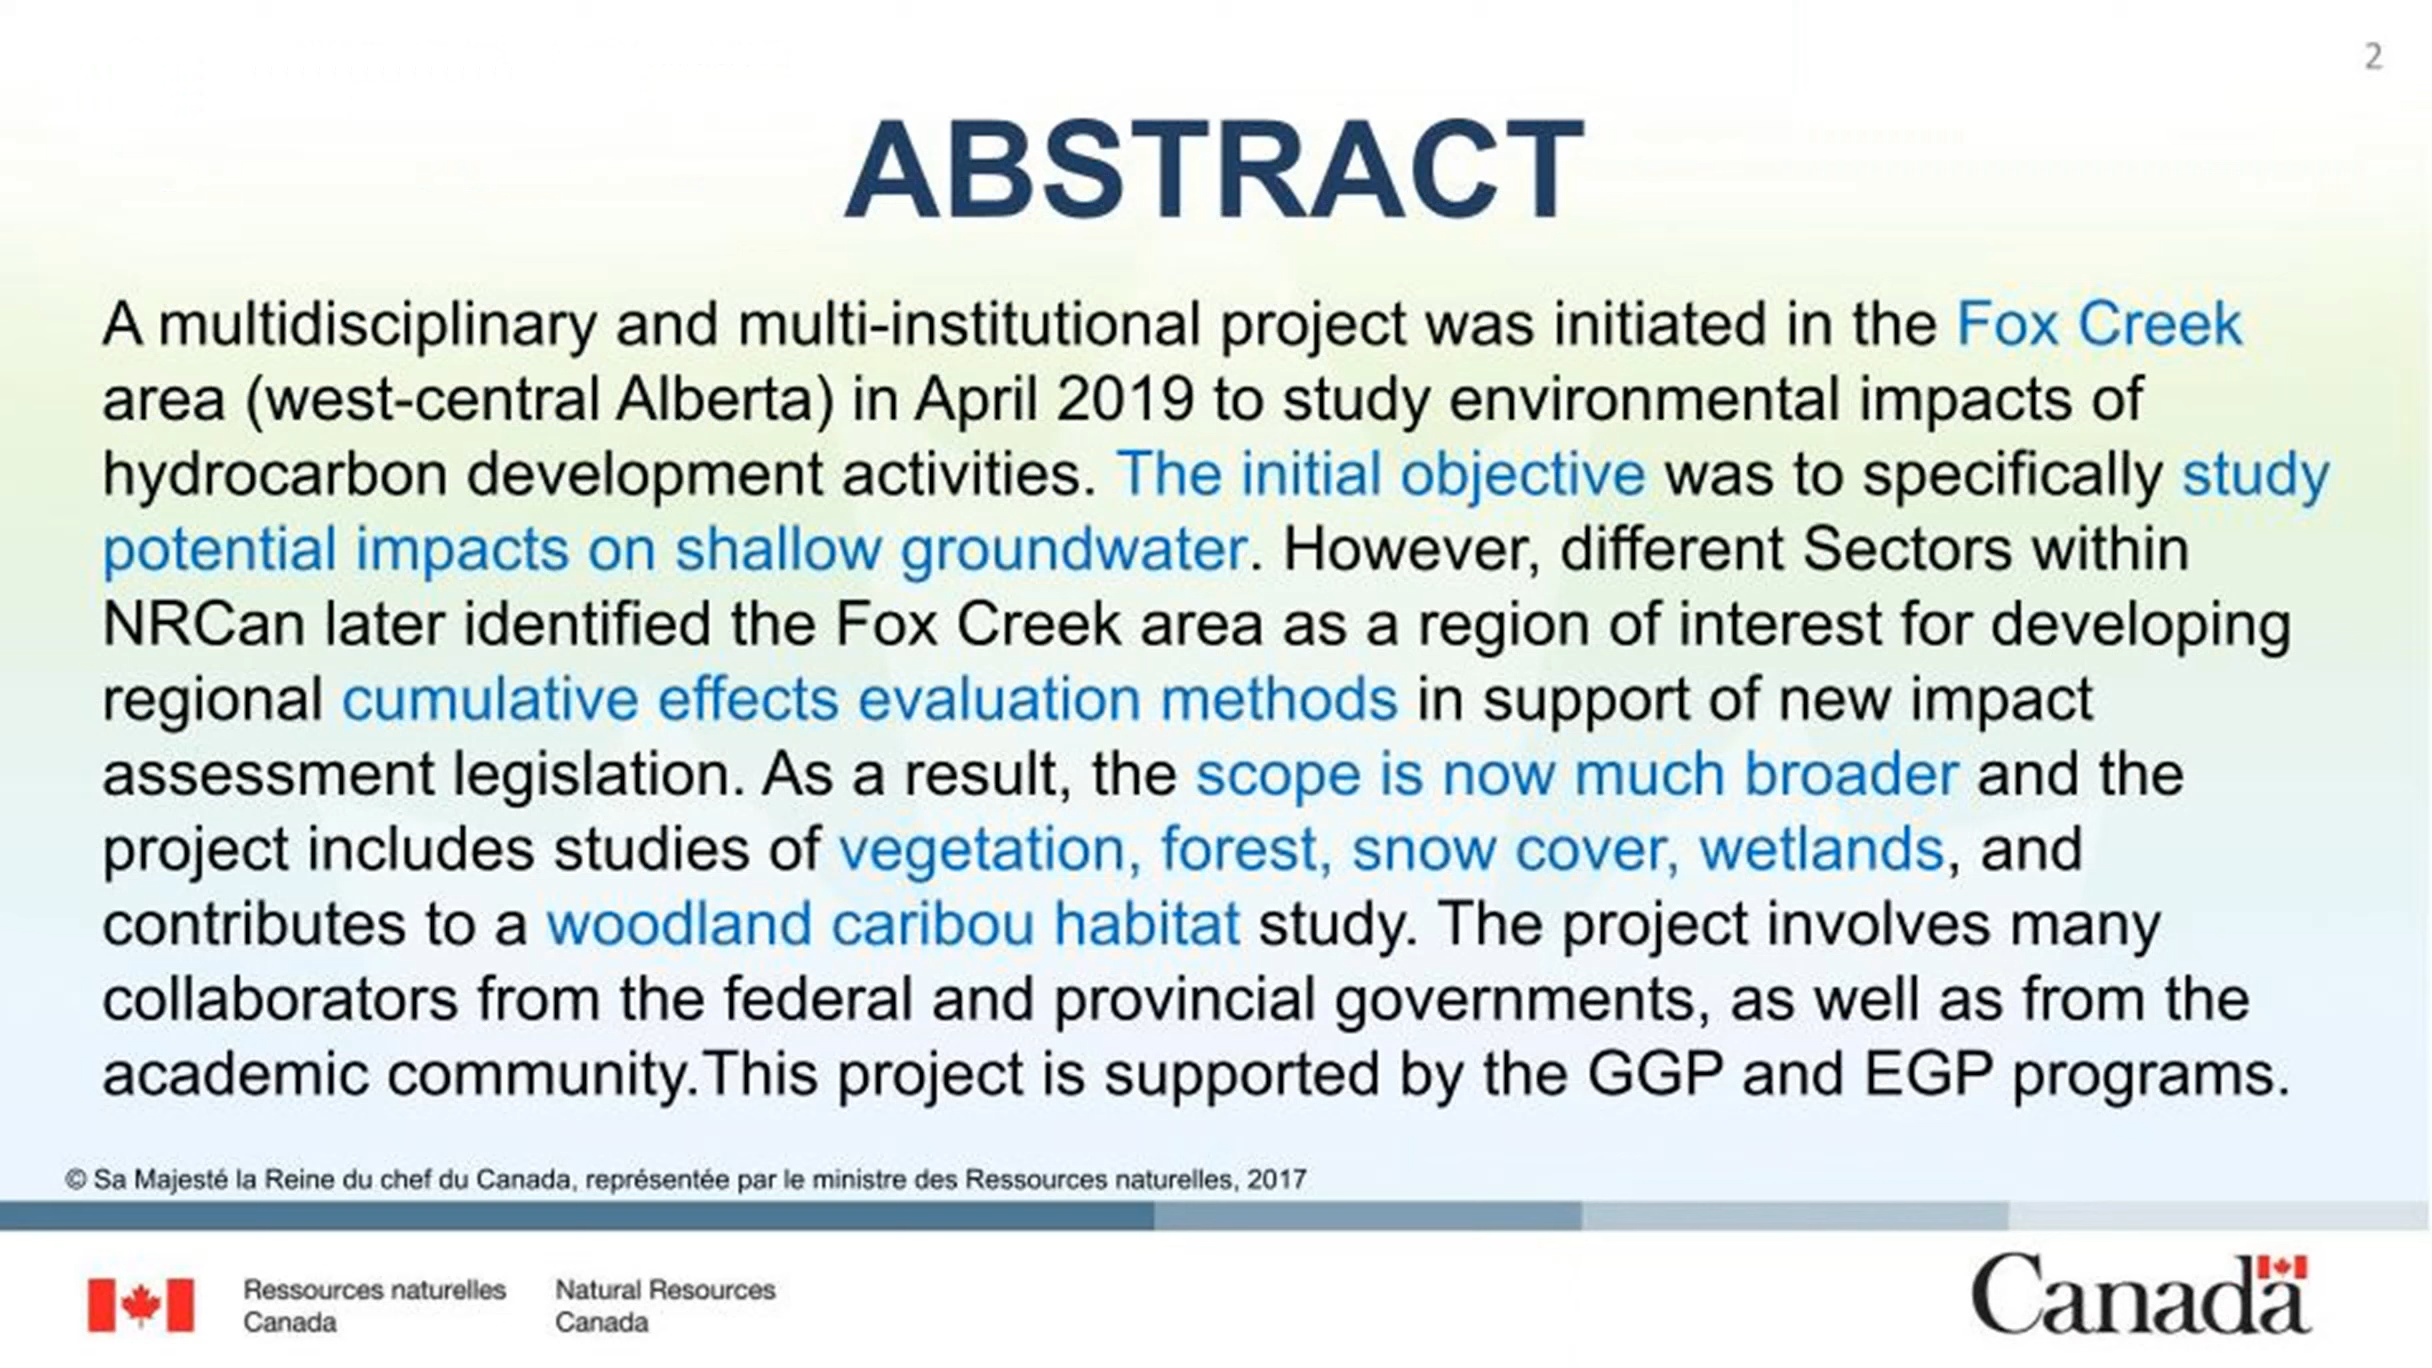 2
ABSTRACT
A multidisciplinary and multi-institutional project was initiated in the Fox Creek
area (west-central Alberta) in April 2019 to study environmental impacts of
hydrocarbon development activities. The initial objective was to specifically study
potential impacts on shallow groundwater. However, different Sectors within
NRCan later identified the Fox Creek area as a region of interest for developing
regional cumulative effects evaluation methods in support of new impact
assessment legislation. As a result, the scope is now much broader and the
project includes studies of vegetation, forest, snow cover, wetlands, and
contributes to a woodland caribou habitat study. The project involves many
collaborators from the federal and provincial governments, as well as from the
academic community.This project is supported by the GGP and EGP programs.
© Sa Majesté la Reine du chef du Canada, représentée par le ministre des Ressources naturelles, 2017
Ressources naturelles
Canada
Natural Resources
Canada
Canada